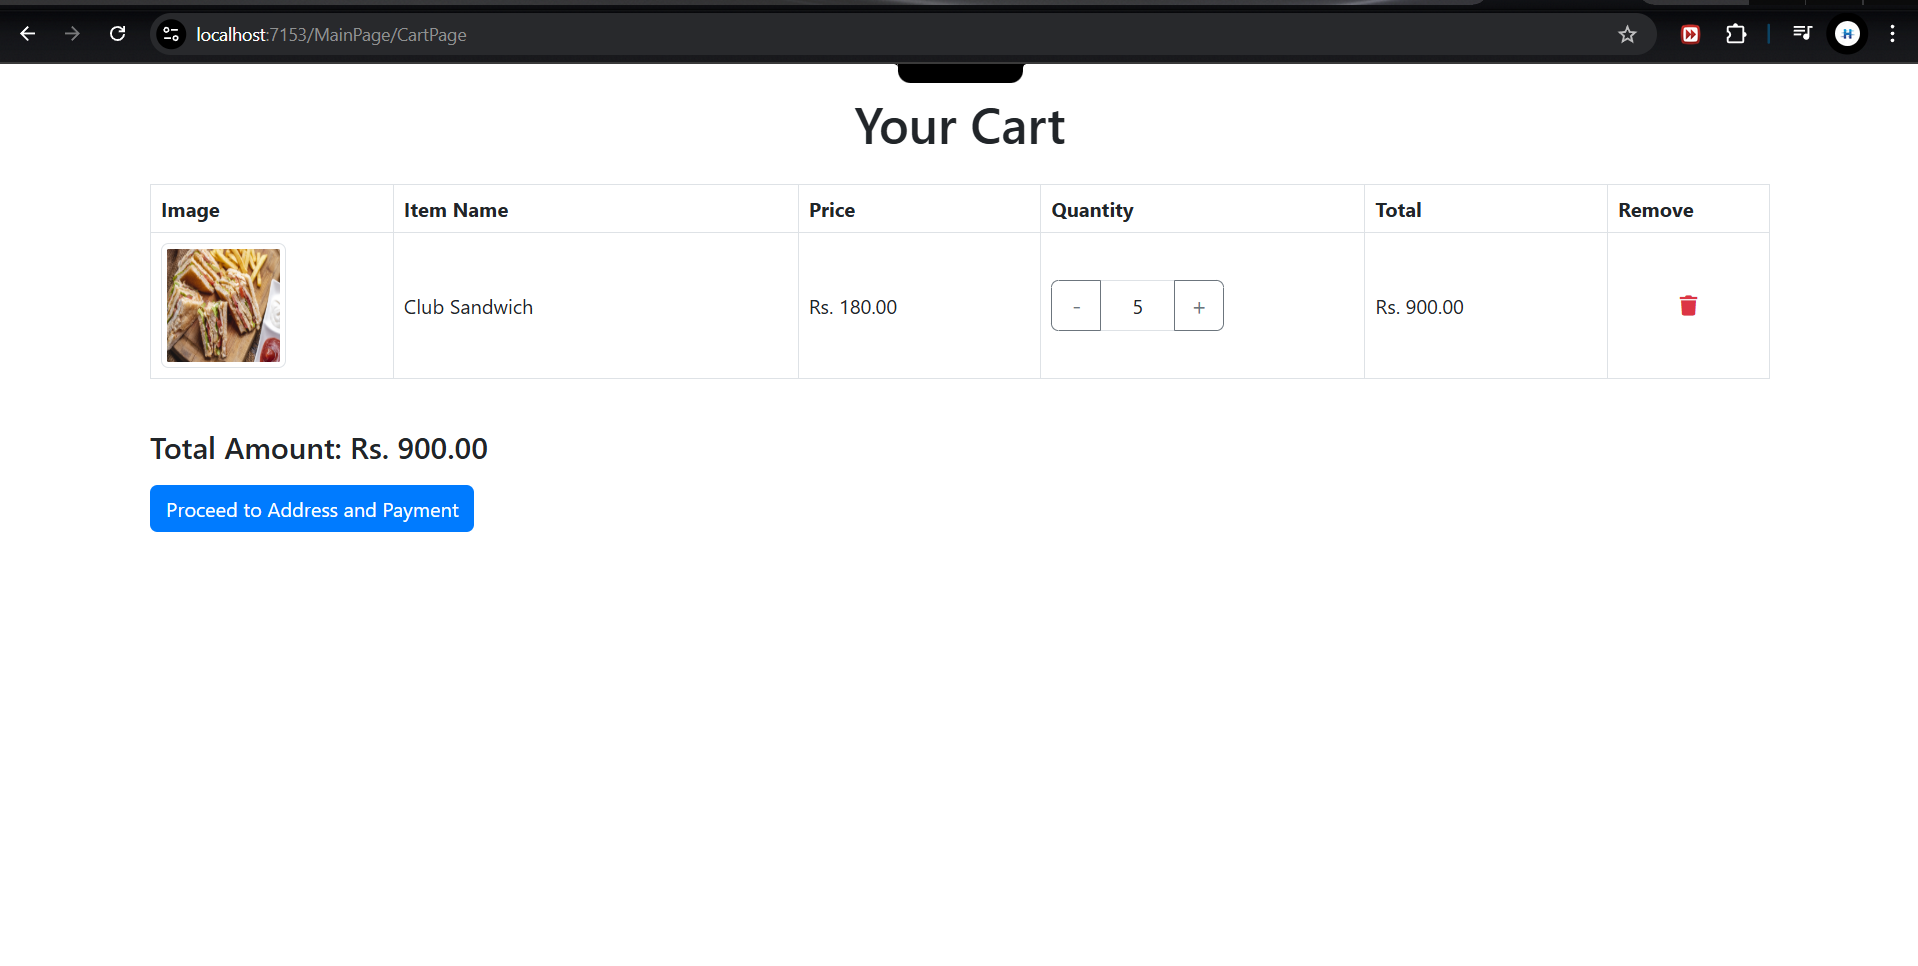 localhost:7153/MainPage/CartPage
Your Cart
Image Item Name Price Quantity Total Remove
Club Sandwich Rs. 180.00 - 5 + Rs. 900.00
Total Amount: Rs. 900.00
Proceed to Address and Payment